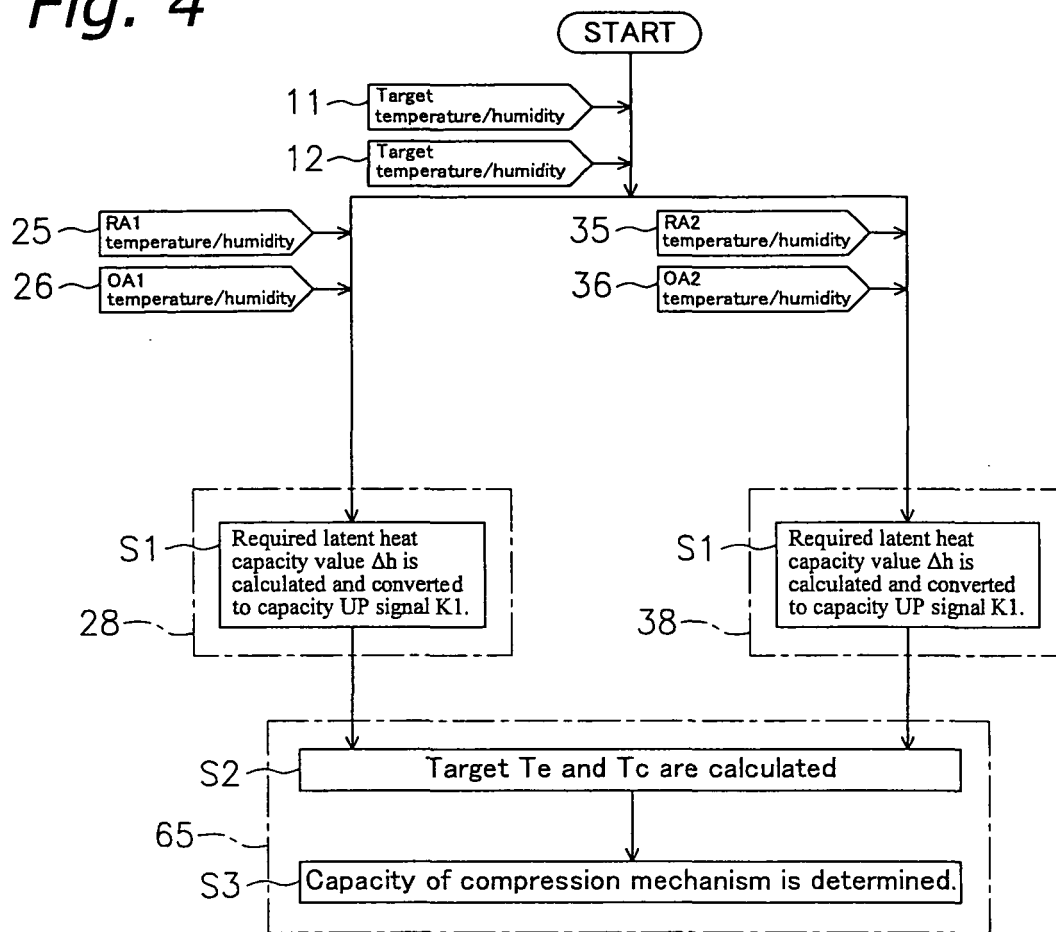 Fig. 4
START
11
Target
temperature/humidity
12
Target
temperature/humidity
25
RA1
temperature/humidity
26
OA1
temperature/humidity
35
RA2
temperature/humidity
36
OA2
temperature/humidity
S1
Required latent heat
capacity value Δh is
calculated and converted
to capacity UP signal K1.
28
S1
Required latent heat
capacity value Δh is
calculated and converted
to capacity UP signal K1.
38
S2
Target Te and Tc are calculated
65
S3
Capacity of compression mechanism is determined.